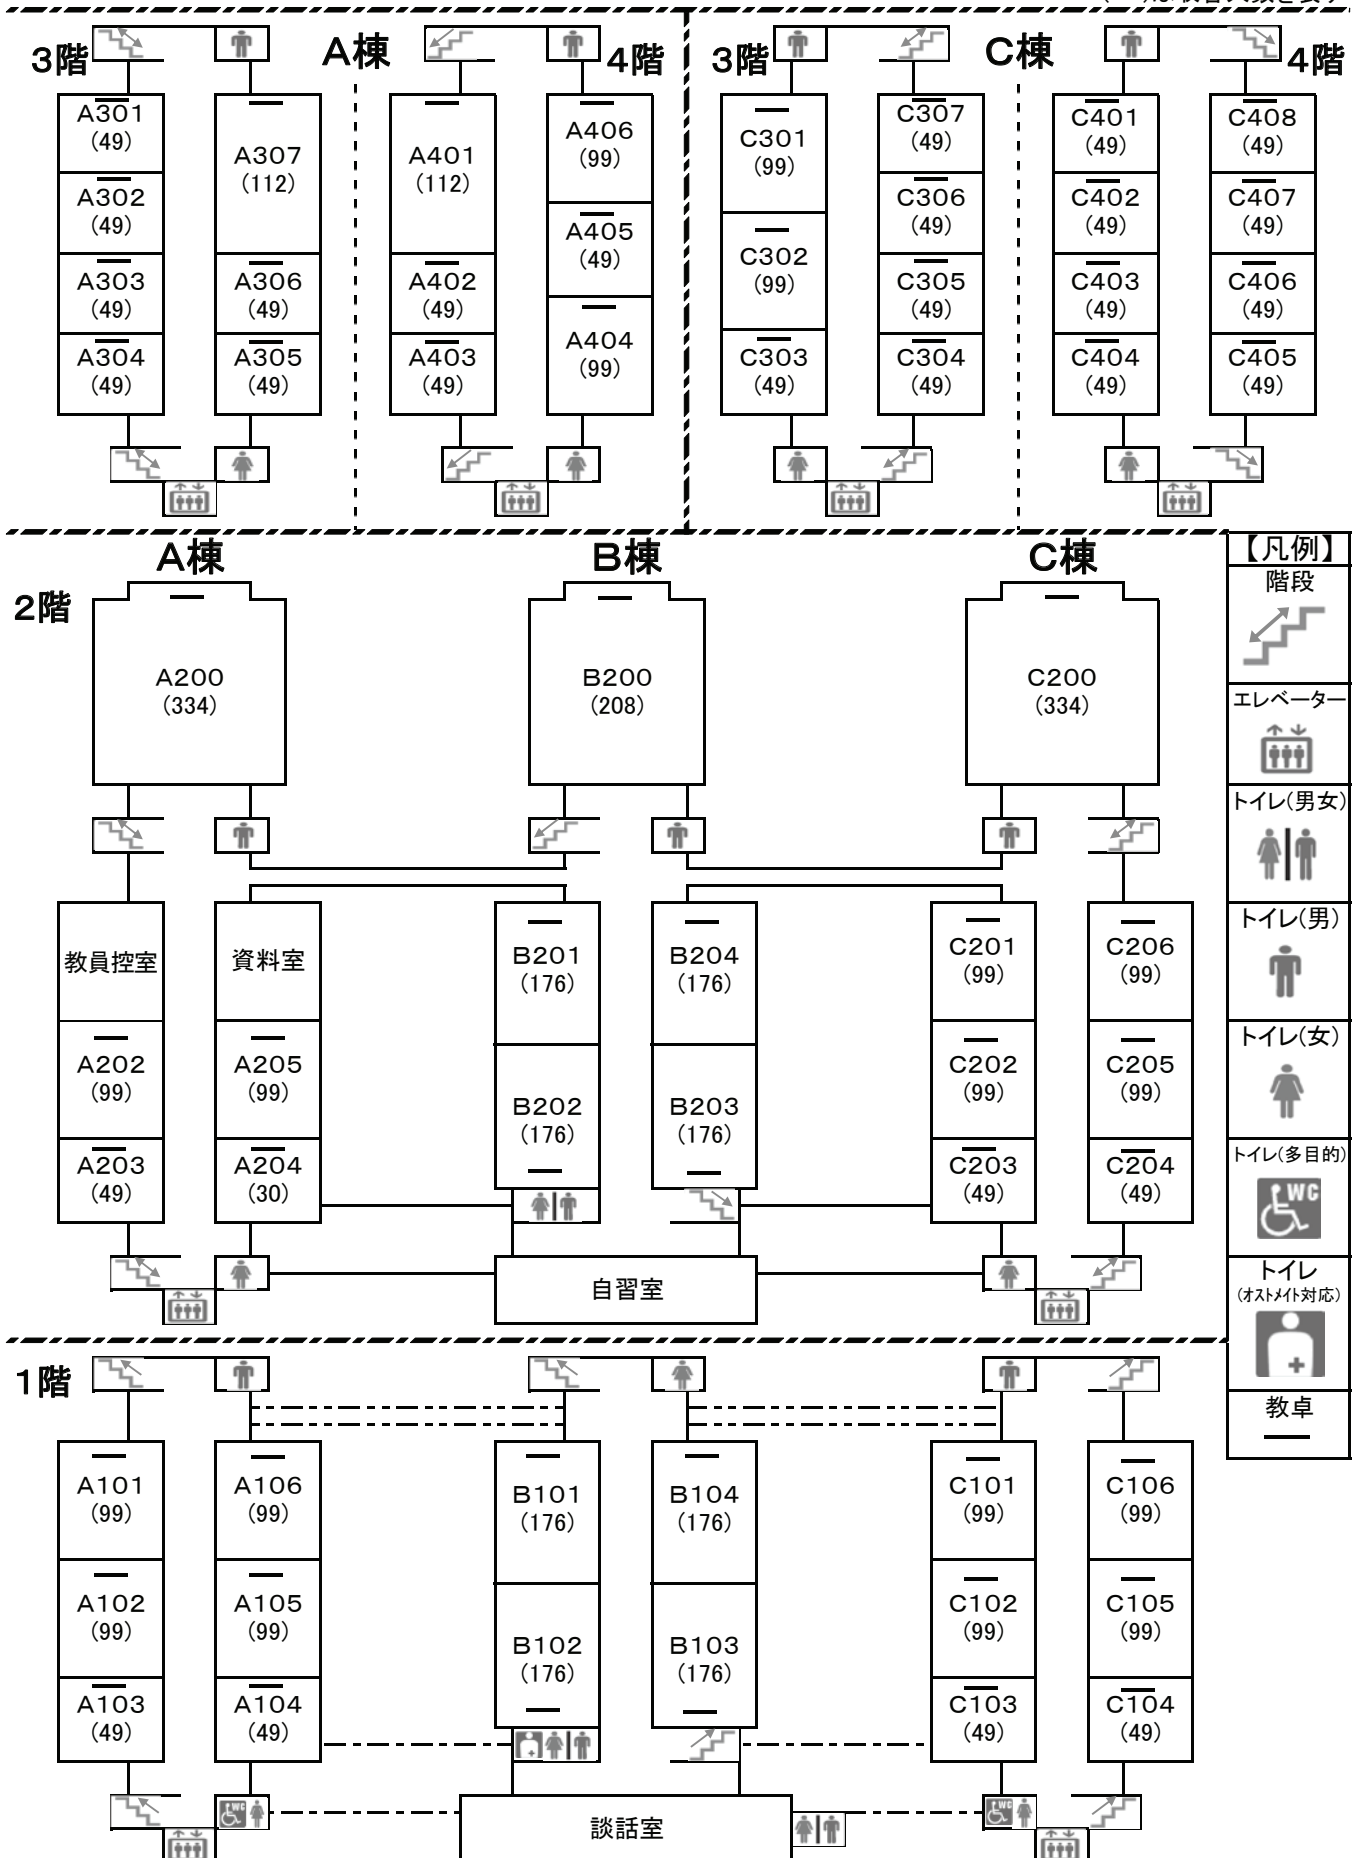 3階
A棟
4階
3階
C棟
4階
A301
(49)
A302
(49)
A303
(49)
A304
(49)
A307
(112)
A306
(49)
A305
(49)
A401
(112)
A402
(49)
A403
(49)
A406
(99)
A405
(49)
A404
(99)
C301
(99)
C302
(99)
C303
(49)
C307
(49)
C306
(49)
C305
(49)
C304
(49)
C401
(49)
C402
(49)
C403
(49)
C404
(49)
C408
(49)
C407
(49)
C406
(49)
C405
(49)
A棟
B棟
C棟
2階
A200
(334)
B200
(208)
C200
(334)
教員控室
A202
(99)
A203
(49)
資料室
A205
(99)
A204
(30)
B201
(176)
B202
(176)
B204
(176)
B203
(176)
C201
(99)
C202
(99)
C203
(49)
C206
(99)
C205
(99)
C204
(49)
自習室
1階
A101
(99)
A102
(99)
A103
(49)
A106
(99)
A105
(99)
A104
(49)
WC
B101
(176)
B102
(176)
B104
(176)
B103
(176)
C101
(99)
C102
(99)
C103
(49)
WC
C106
(99)
C105
(99)
C104
(49)
談話室
【凡例】
階段
エレベーター
トイレ(男女)
トイレ(男)
トイレ(女)
トイレ(多目的)
WC
トイレ
(オストメイト対応)
教卓